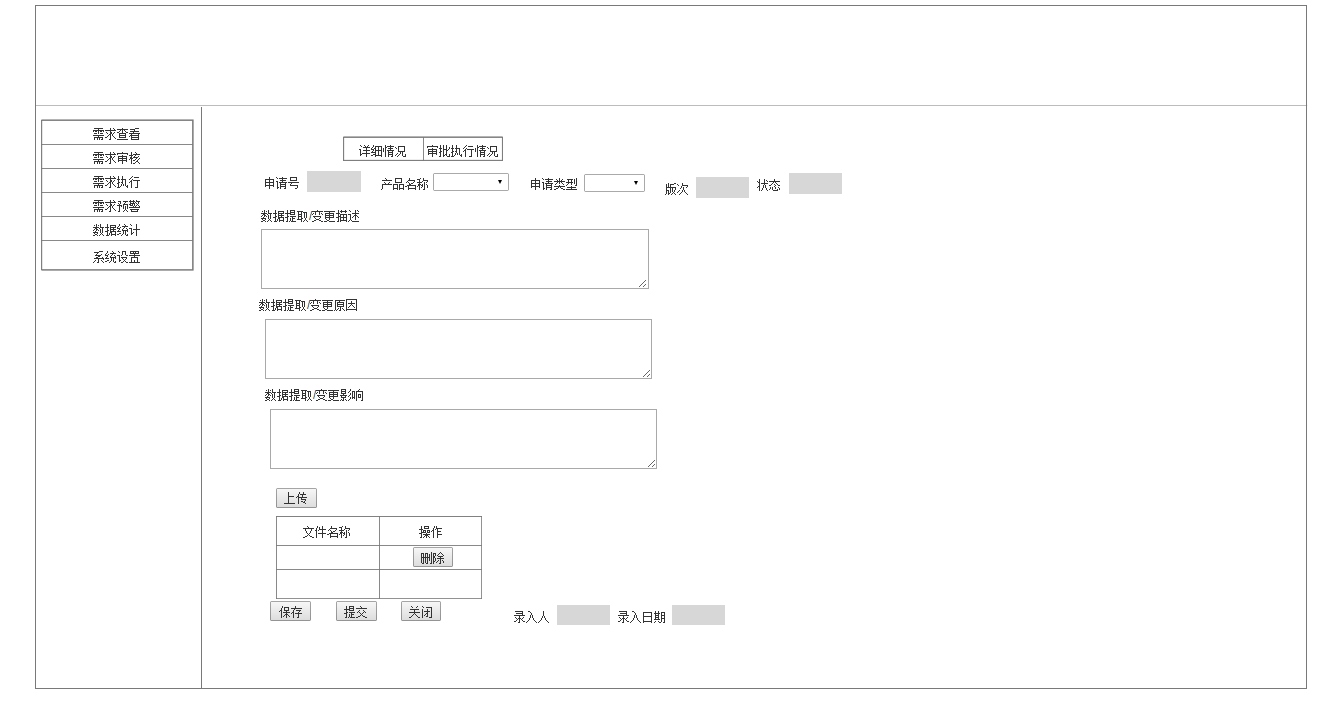 需求查看
需求审核
需求执行
需求预警
数据统计
系统设置
详细情况 审批执行情况
申请号 产品名称 申请类型 版次 状态
数据提取/变更描述
数据提取/变更原因
数据提取/变更影响
上传
文件名称 操作
删除
保存 提交 关闭 录入人 录入日期